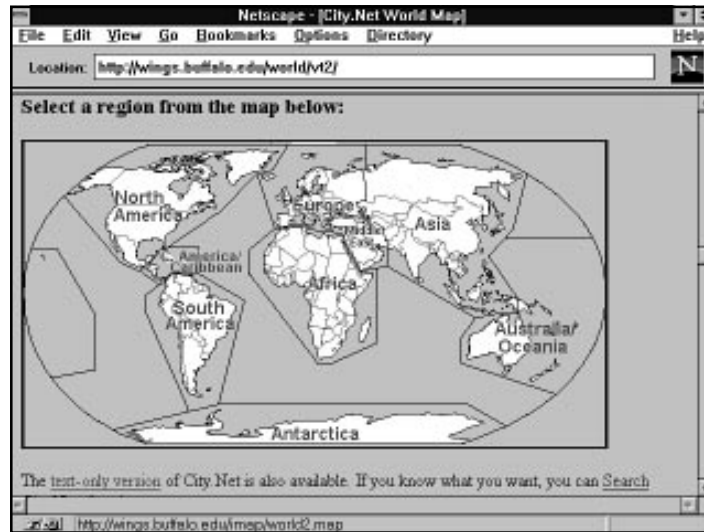 Netscape - [City.Net World Map]
File Edit View Go Bookmarks Options Directory Help
Location: http://wings.buffalo.edu/world/vt2/
N
Select a region from the map below:
North
America
Europe
Middle
East
Asia
America/
Caribbean
Africa
South
America
Australia/
Oceania
Antarctica
The text-only version of City.Net is also available. If you know what you want, you can Search
http://wings.buffalo.edu/imap/world2.map